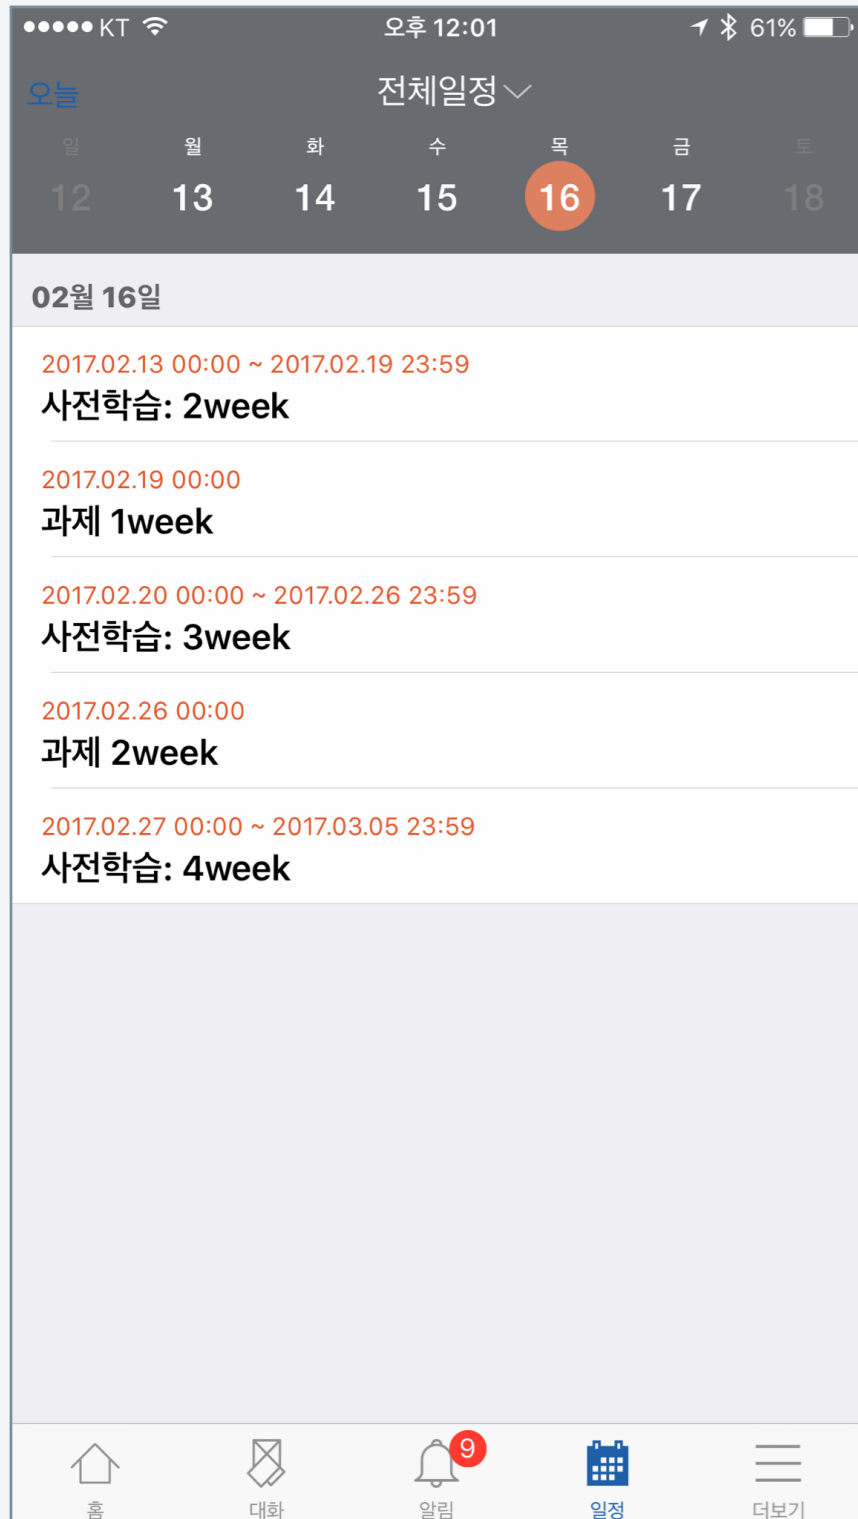 KT 오후 12:01 61%
오늘 전체일정
일 월 화 수 목 금 토
12 13 14 15 16 17 18
02월 16일
2017.02.13 00:00 ~ 2017.02.19 23:59
사전학습: 2week
2017.02.19 00:00
과제 1week
2017.02.20 00:00 ~ 2017.02.26 23:59
사전학습: 3week
2017.02.26 00:00
과제 2week
2017.02.27 00:00 ~ 2017.03.05 23:59
사전학습: 4week
9
홈 대화 알림 일정 더보기